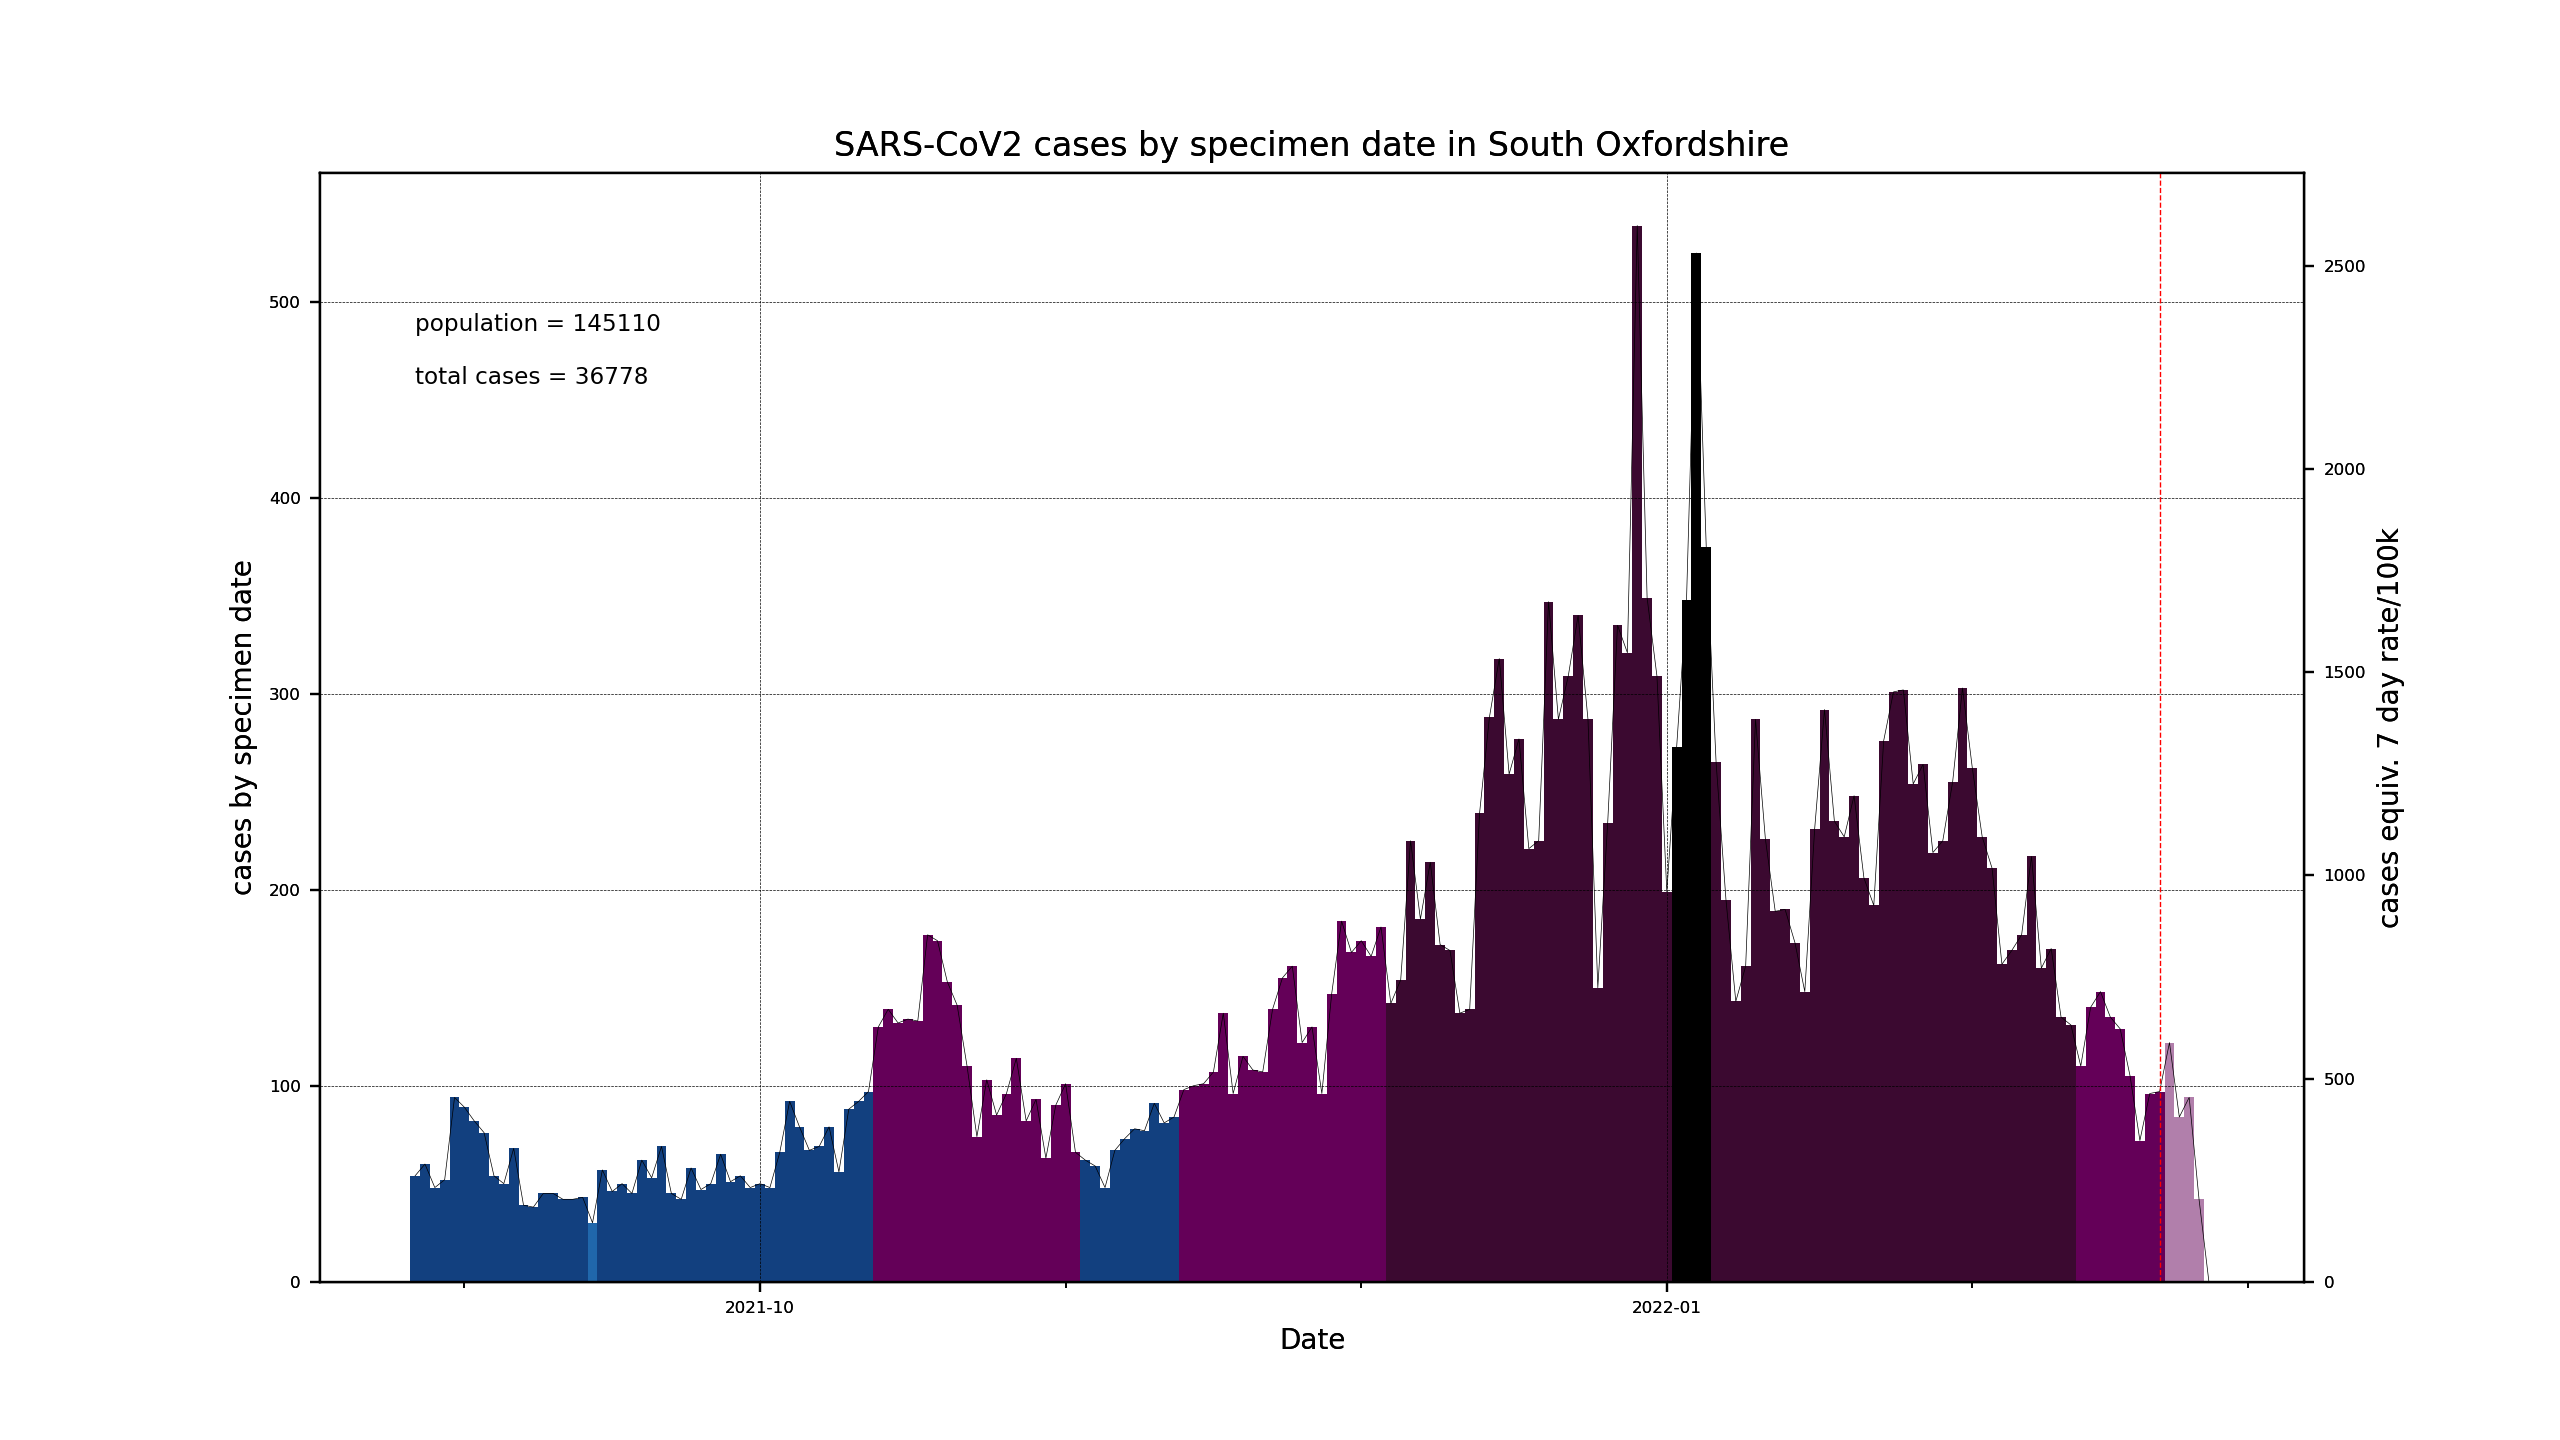 SARS-CoV2 cases by specimen date in South Oxfordshire
population = 145110
total cases = 36778
cases by specimen date
500
400
300
200
100
0
2500
2000
1500
1000
500
0
cases equiv. 7 day rate/100k
2021-10
2022-01
Date